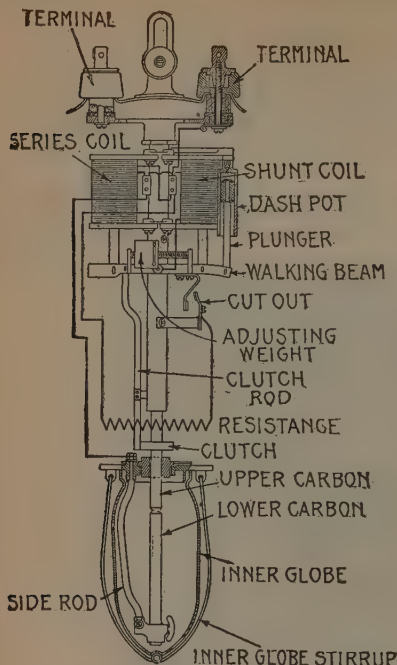 TERMINAL
TERMINAL
SERIES COIL
SHUNT COIL
DASH POT
PLUNGER
WALKING BEAM
CUT OUT
ADJUSTING
WEIGHT
CLUTCH
ROD
RESISTANCE
CLUTCH
UPPER CARBON
LOWER CARBON
INNER GLOBE
SIDE ROD
INNER GLOBE STIRRUP